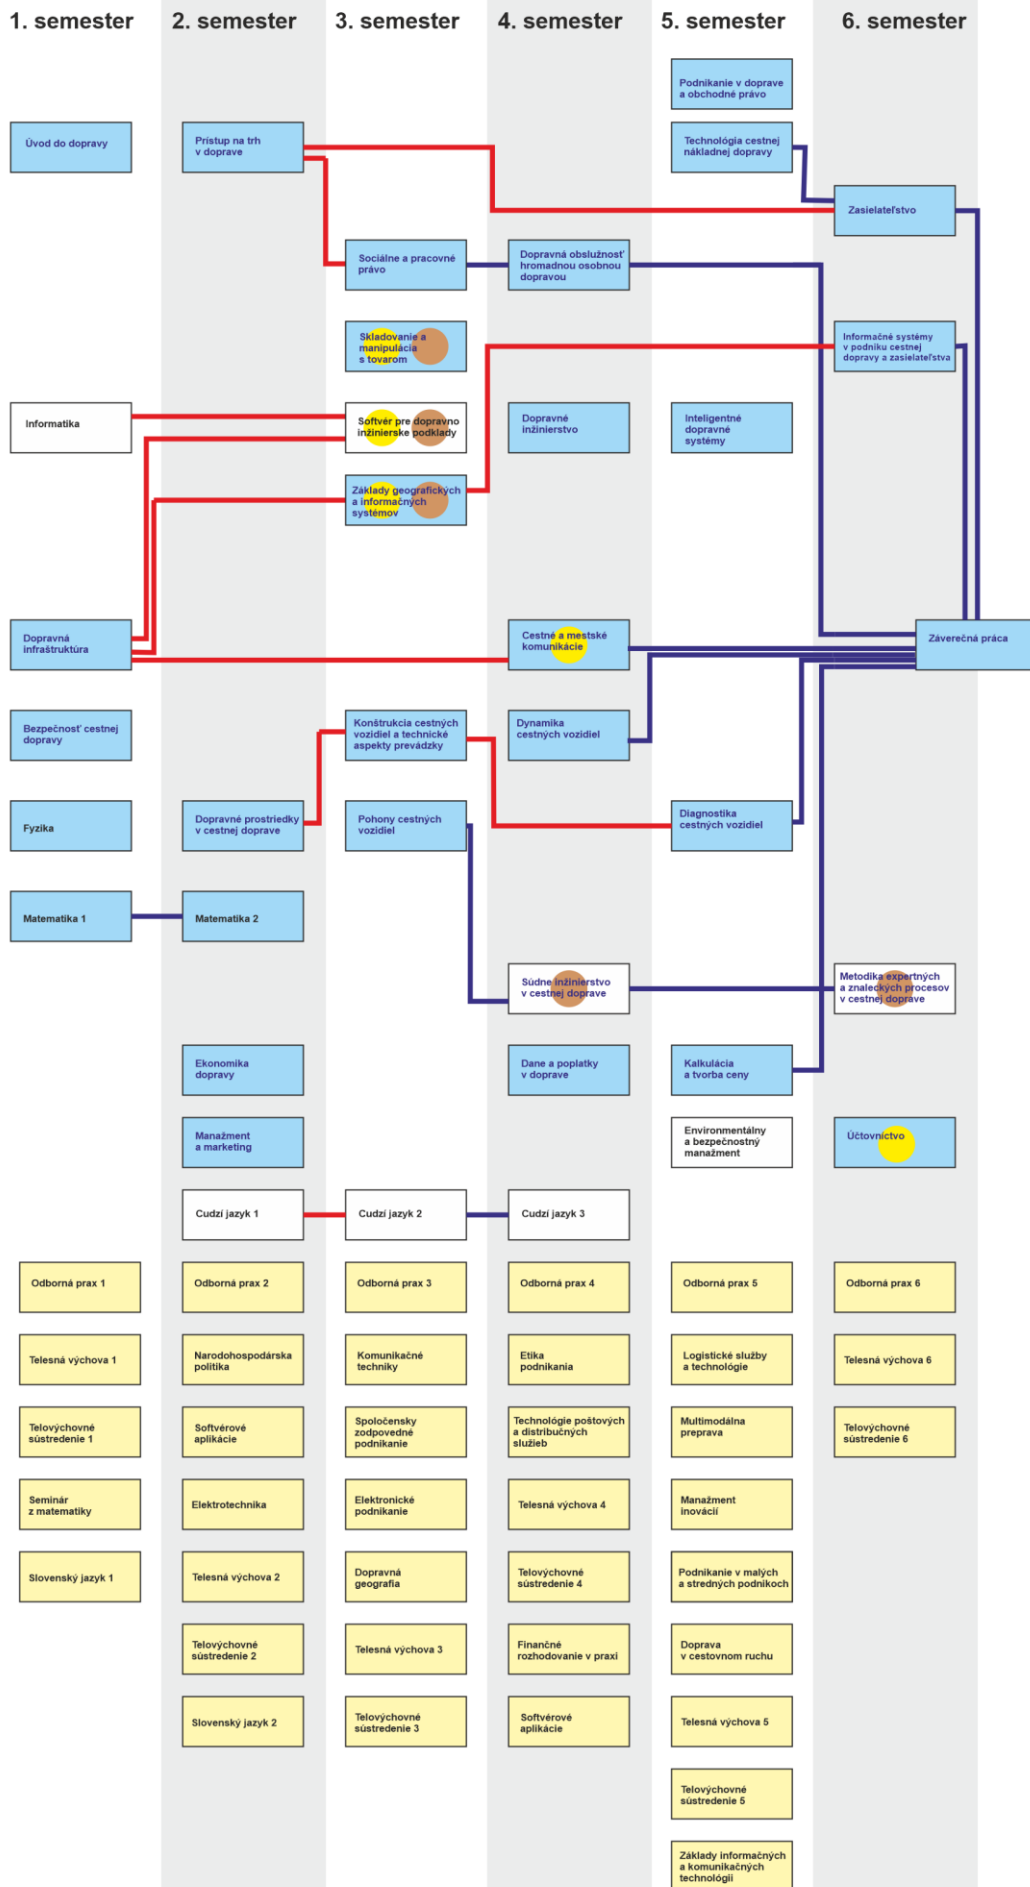 1. semester
2. semester
3. semester
4. semester
5. semester
6. semester
Podnikanie v doprave
a obchodné právo
Úvod do dopravy
Prístup na trh
v doprave
Technológia cestnej
nákladnej dopravy
Zasielateľstvo
Sociálne a pracovné
právo
Dopravná obslužnosť
hromadnou osobnou
dopravou
Skladovanie a
manipulácia
s tovarom
Informačné systémy
v podniku cestnej
dopravy a zasielateľstva
Informatika
Softvér pre dopravno
inžinierske podklady
Dopravné
inžinierstvo
Inteligentné
dopravné
systémy
Základy geografických
a informačných
systémov
Dopravná
infraštruktúra
Cestné a mestské
komunikácie
Záverečná práca
Bezpečnosť cestnej
dopravy
Konštrukcia cestných
vozidiel a technické
aspekty prevádzky
Dynamika
cestných vozidiel
Fyzika
Dopravné prostriedky
v cestnej doprave
Pohony cestných
vozidiel
Diagnostika
cestných vozidiel
Matematika 1
Matematika 2
Súdne inžinierstvo
v cestnej doprave
Metodika expertných
a znaleckých procesov
v cestnej doprave
Ekonomika
dopravy
Dane a poplatky
v doprave
Kalkulácia
a tvorba ceny
Manažment
a marketing
Environmentálny
a bezpečnostný
manažment
Účtovníctvo
Cudzí jazyk 1
Cudzí jazyk 2
Cudzí jazyk 3
Odborná prax 1
Odborná prax 2
Odborná prax 3
Odborná prax 4
Odborná prax 5
Odborná prax 6
Telesná výchova 1
Narodohospodárska
politika
Komunikačné
techniky
Etika
podnikania
Logistické služby
a technológie
Telesná výchova 6
Telovýchovné
sústredenie 1
Softvérové
aplikácie
Spoločensky
zodpovedné
podnikanie
Technológie poštových
a distribučných
služieb
Multimodálna
preprava
Telovýchovné
sústredenie 6
Seminár
z matematiky
Elektrotechnika
Elektronické
podnikanie
Telesná výchova 4
Manažment
inovácií
Slovenský jazyk 1
Telesná výchova 2
Dopravná
geografia
Telovýchovné
sústredenie 4
Podnikanie v malých
a stredných podnikoch
Telovýchovné
sústredenie 2
Telesná výchova 3
Finančné
rozhodovanie v praxi
Doprava
v cestovnom ruchu
Slovenský jazyk 2
Telovýchovné
sústredenie 3
Softvérové
aplikácie
Telesná výchova 5
Telovýchovné
sústredenie 5
Základy informačných
a komunikačných
technológii